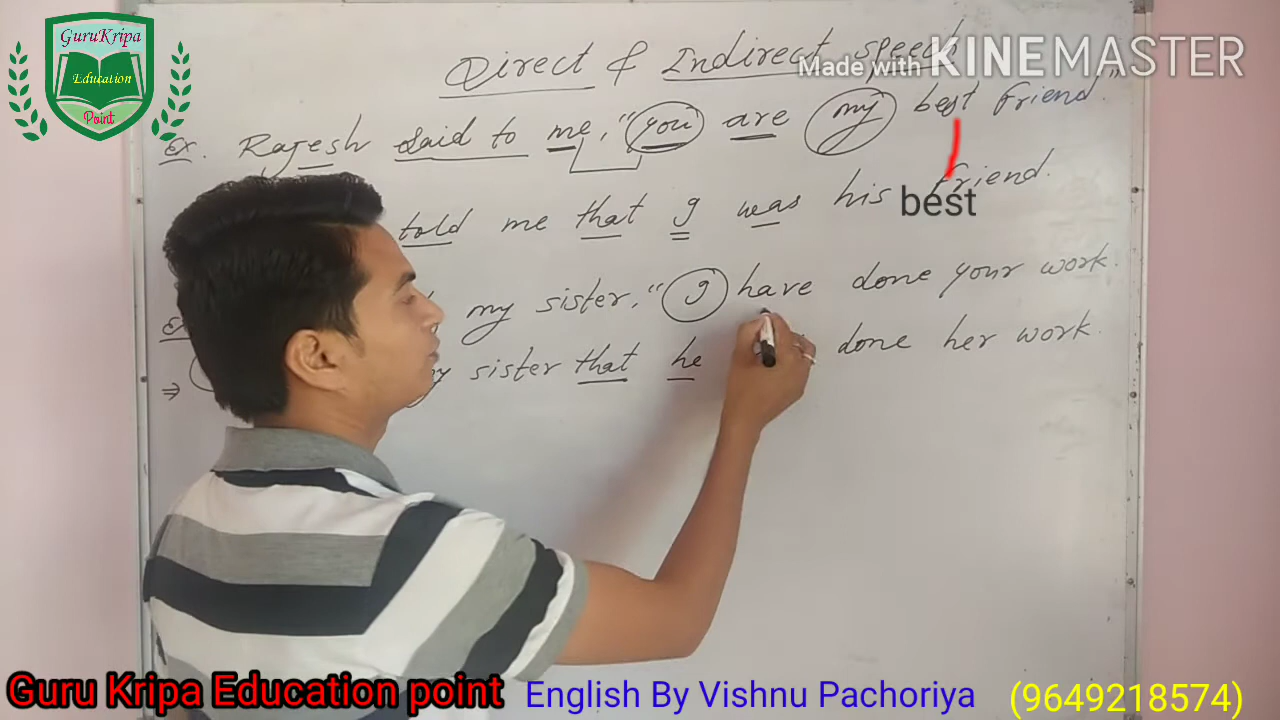 GuruKripa
Education
Point
Made with KINEMASTER
Direct & Indirect speech
Ex. Rajesh said to me, "you are my best friend."
told me that I was his friend.
best
my sister, "I have done your work.
⇒ my sister that he done her work.
Guru Kripa Education point
English By Vishnu Pachoriya
(9649218574)